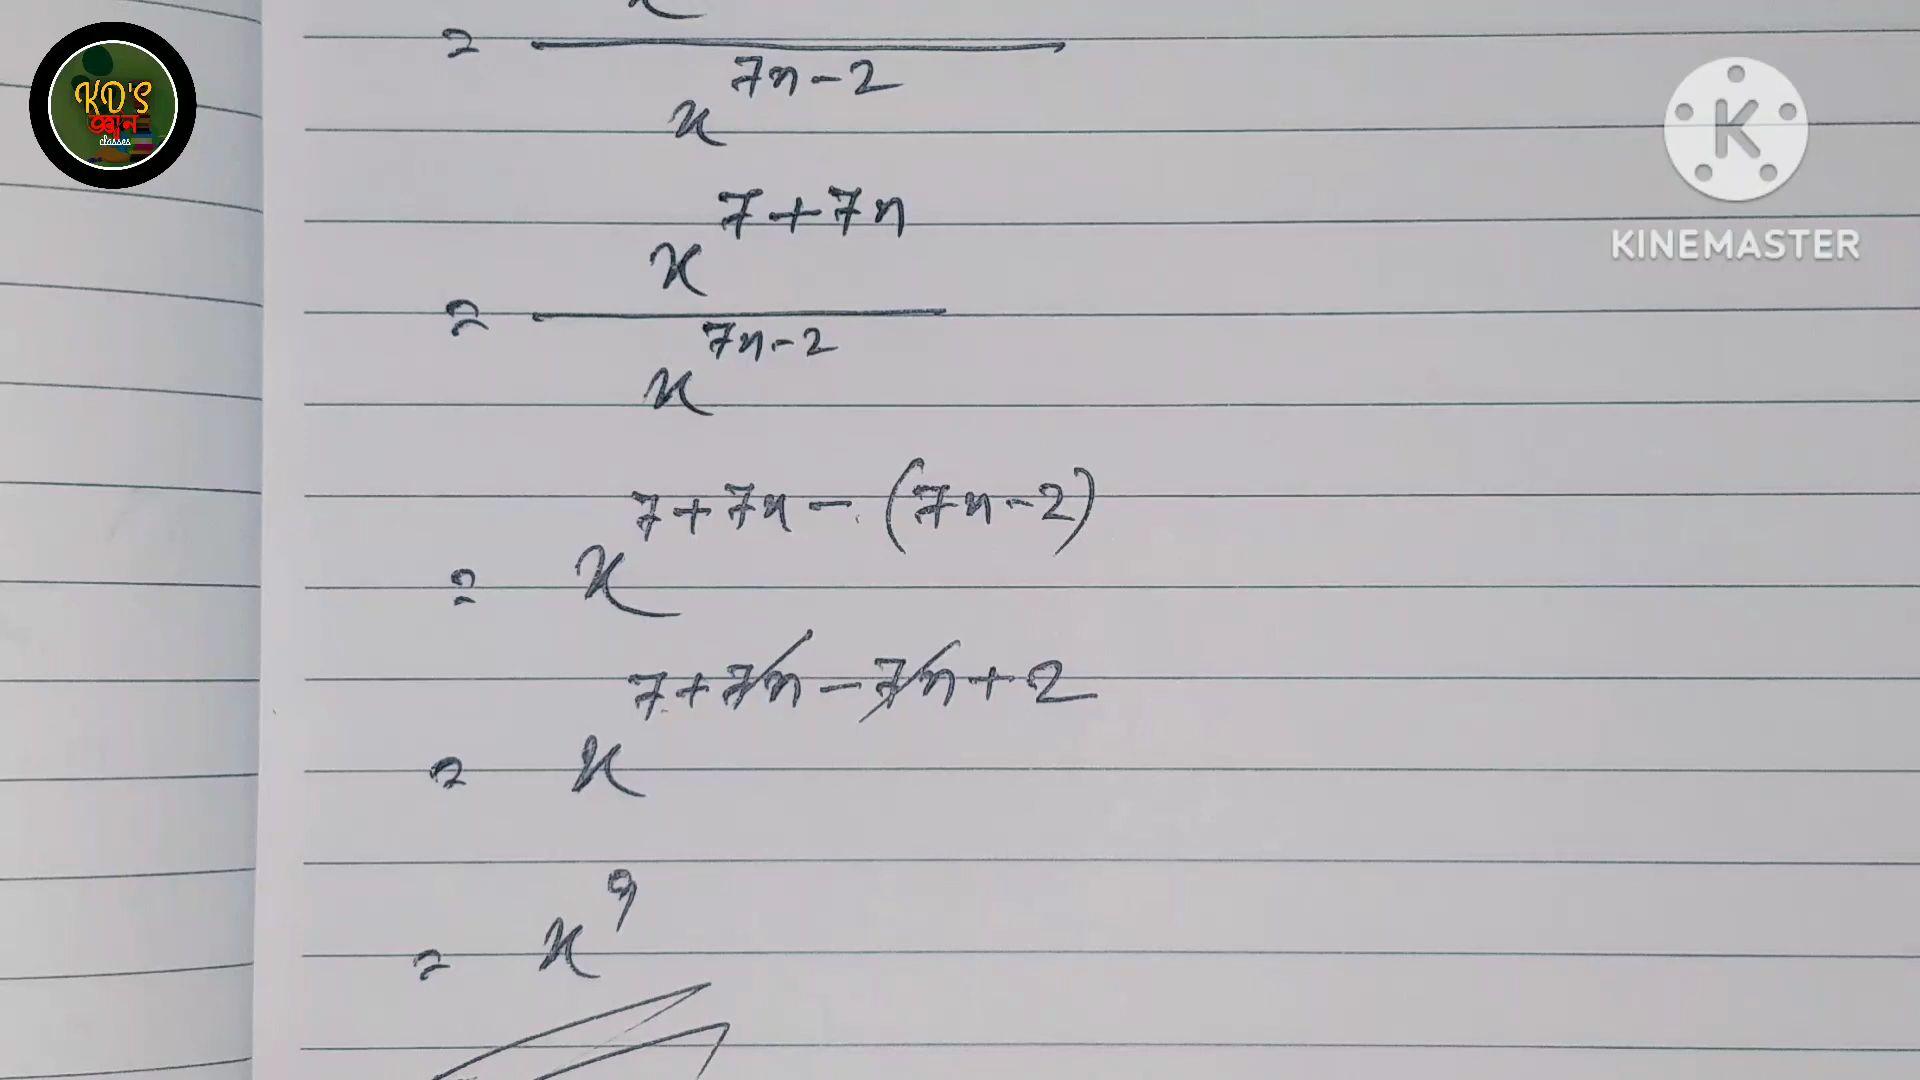 KD'S
জ্ঞান
classes
K
KINEMASTER
= x / x^{7n-2}
= x^{7+7n} / x^{7n-2}
= x^{7+7n-(7n-2)}
= x^{7+7n-7n+2}
= x^9